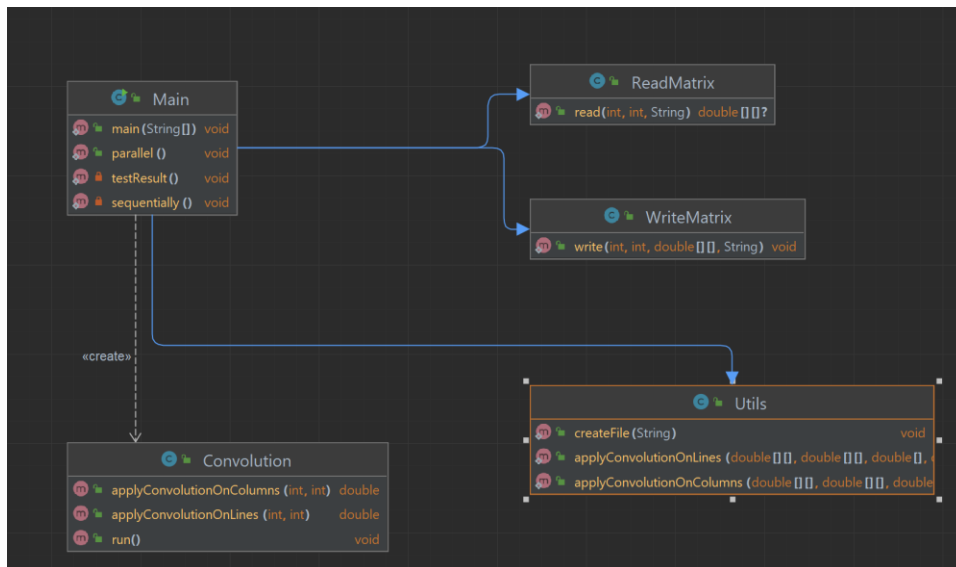 Main
main(String[]) void
parallel() void
testResult() void
sequentially() void
ReadMatrix
read(int, int, String) double[][]?
WriteMatrix
write(int, int, double[][], String) void
«create»
Utils
createFile(String) void
applyConvolutionOnLines(double[][], double[][], double[],
applyConvolutionOnColumns(double[][], double[][], double
Convolution
applyConvolutionOnColumns(int, int) double
applyConvolutionOnLines(int, int) double
run() void